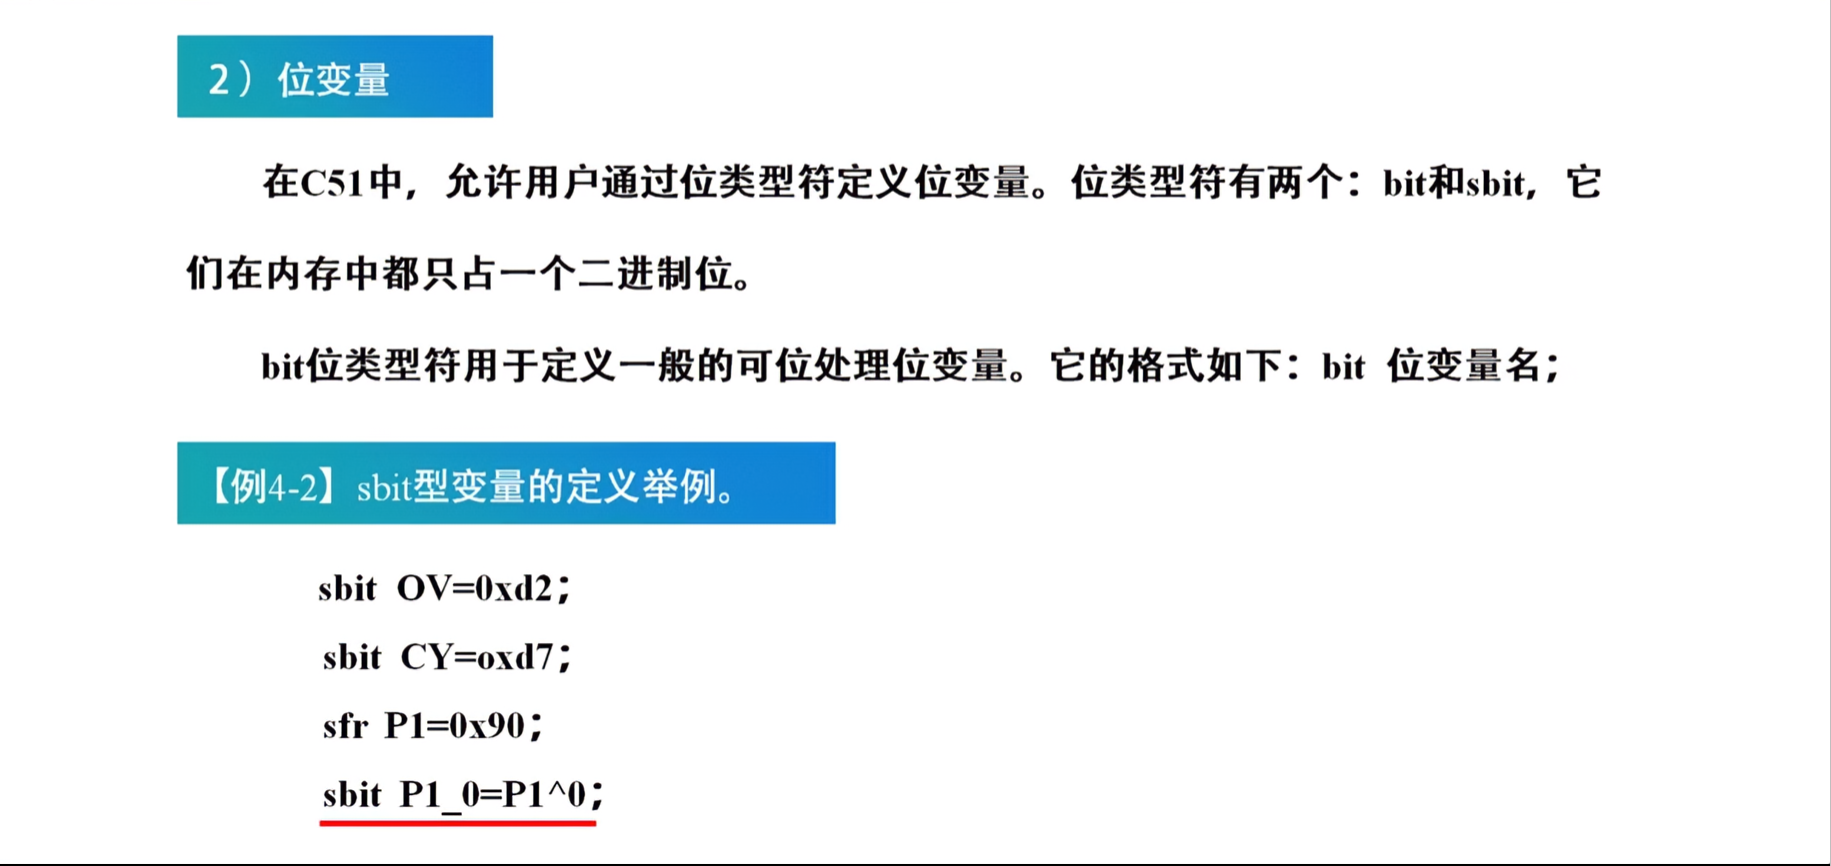 2）位变量
在C51中，允许用户通过位类型符定义位变量。位类型符有两个：bit和sbit，它
们在内存中都只占一个二进制位。
bit位类型符用于定义一般的可位处理位变量。它的格式如下：bit 位变量名；
【例4-2】sbit型变量的定义举例。
sbit OV=0xd2；
sbit CY=oxd7；
sfr P1=0x90；
sbit P1_0=P1^0；